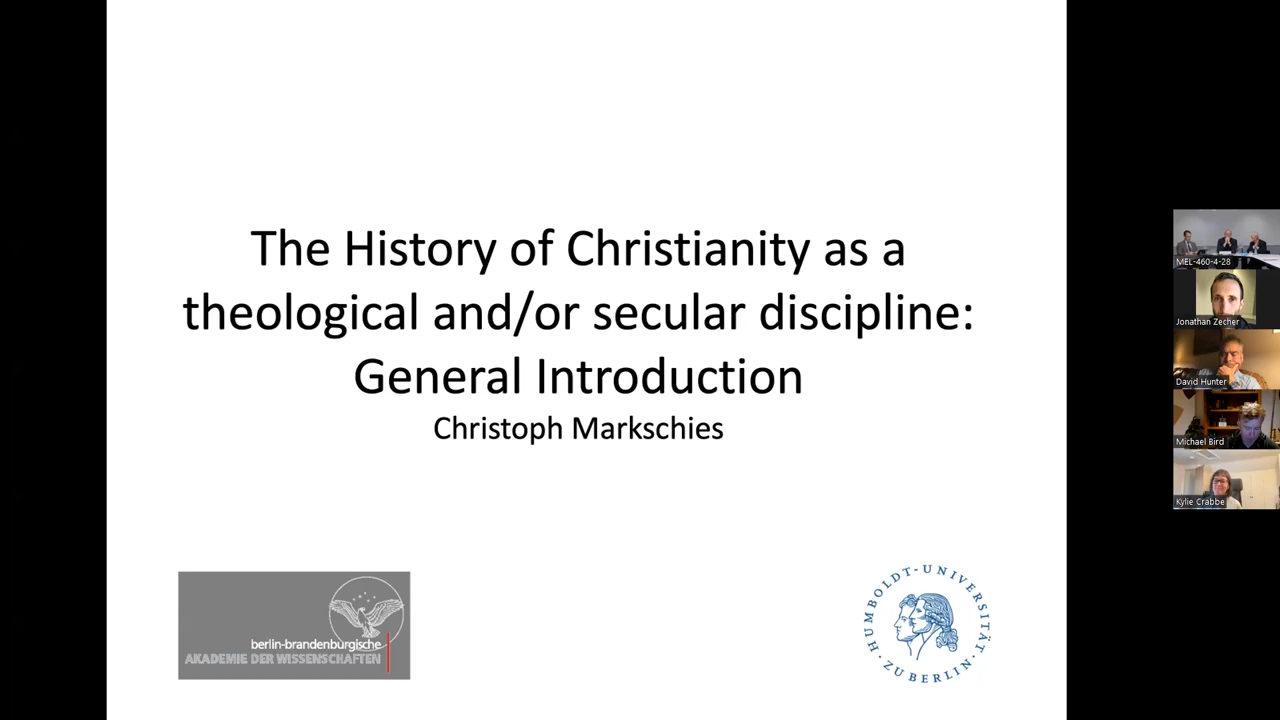 The History of Christianity as a
theological and/or secular discipline:
General Introduction
Christoph Markschies
berlin-brandenburgische
AKADEMIE DER WISSENSCHAFTEN
HUMBOLDT-UNIVERSITÄT
ZU BERLIN
MEL-460-4-28
Jonathan Zecher
David Hunter
Michael Bird
Kylie Crabbe